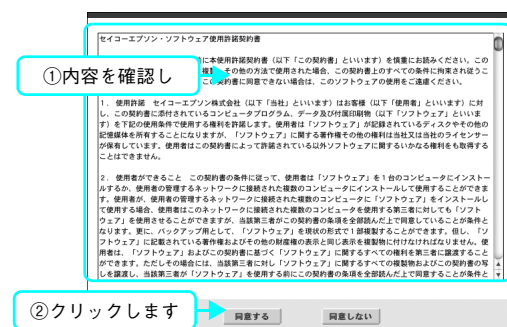 セイコーエプソン・ソフトウェア使用許諾契約書
に本使用許諾契約書（以下「この契約書」といいます）を慎重にお読みください。この
①内容を確認し
複製、その他の方法で使用された場合、この契約書上のすべての条件に拘束され従うこ
この契約書に同意できない場合は、このソフトウェアの使用をご遠慮ください。
1．使用許諾　セイコーエプソン株式会社（以下「当社」といいます）はお客様（以下「使用者」といいます）に対
し、この契約書に添付されているコンピュータプログラム、データ及び付属印刷物（以下「ソフトウェア」といいま
す）を下記の使用条件で使用する権利を許諾します。使用者は「ソフトウェア」が記録されているディスクやその他の
記憶媒体を所有することになりますが、「ソフトウェア」に関する著作権その他の権利は当社又は当社のライセンサー
が保有しています。使用者はこの契約書によって許諾されている以外ソフトウェアに関するいかなる権利をも取得する
ことはできません。
2．使用者ができること　この契約書の条件に従って、使用者は「ソフトウェア」を1台のコンピュータにインストー
ルするか、使用者の管理するネットワークに接続された複数のコンピュータにインストールして使用することができま
す。使用者が、使用者の管理するネットワークに接続された複数のコンピュータに「ソフトウェア」をインストールし
て使用する場合、使用者はこのネットワークに接続された複数のコンピュータを使用する第三者に対しても「ソフト
ウェア」を使用させることができますが、当該第三者がこの契約書の条項を全部読んだ上で同意していることが条件と
なります。更に、バックアップ用として、「ソフトウェア」を現状の形式で1部複製することができます。但し、「ソ
フトウェア」に記載されている著作権およびその他の財産権の表示と同じ表示を複製物に付けなければなりません。使
用者は、「ソフトウェア」およびこの契約書に基づく「ソフトウェア」に関するすべての権利を第三者に譲渡すること
ができます。ただしその場合には、当該第三者に対し「ソフトウェア」に関するすべての複製物およびこの契約書の写
しを譲渡し、当該第三者が「ソフトウェア」を使用する前にこの契約書の条項を全部読んだ上で同意することが条件と
②クリックします
同意する
同意しない